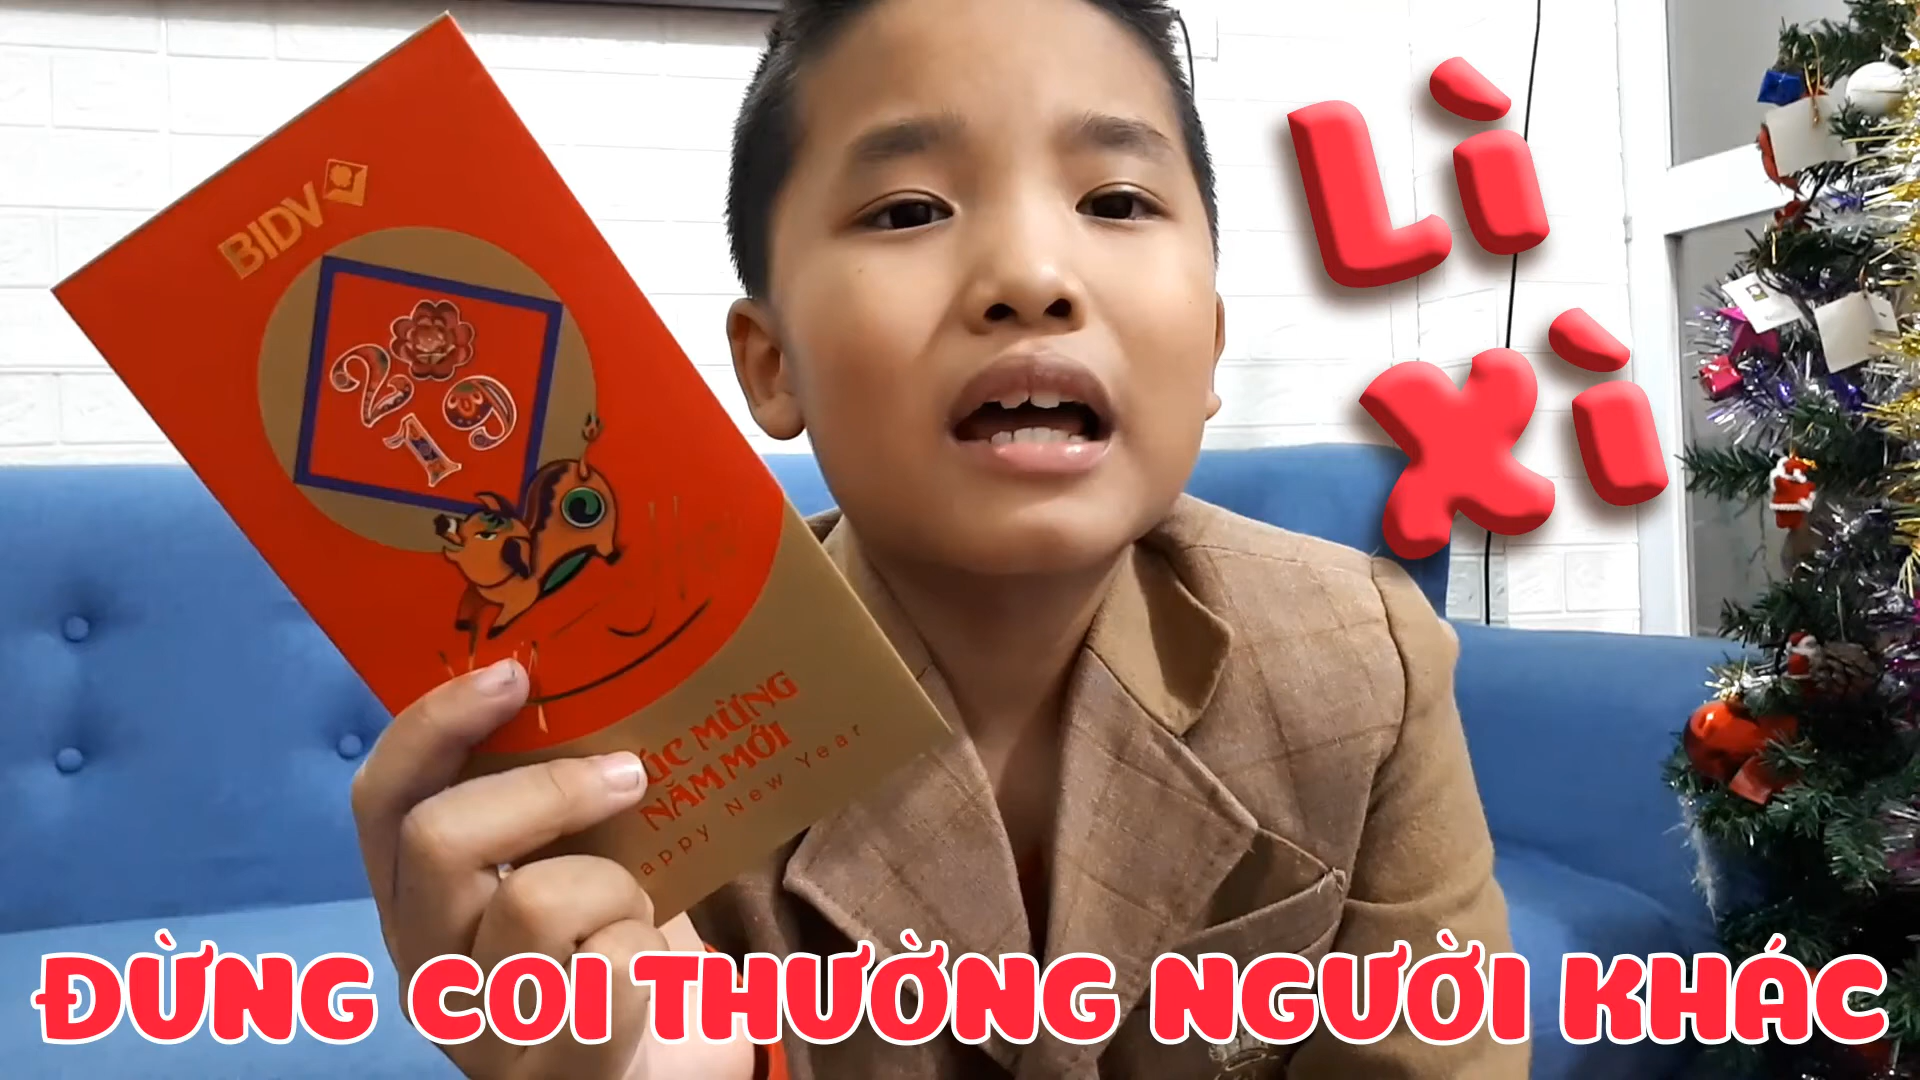 BIDV
2019
ÚC MỪNG
NĂM MỚI
appy New Year
Lì
Xì
ĐỪNG COI THƯỜNG NGƯỜI KHÁC